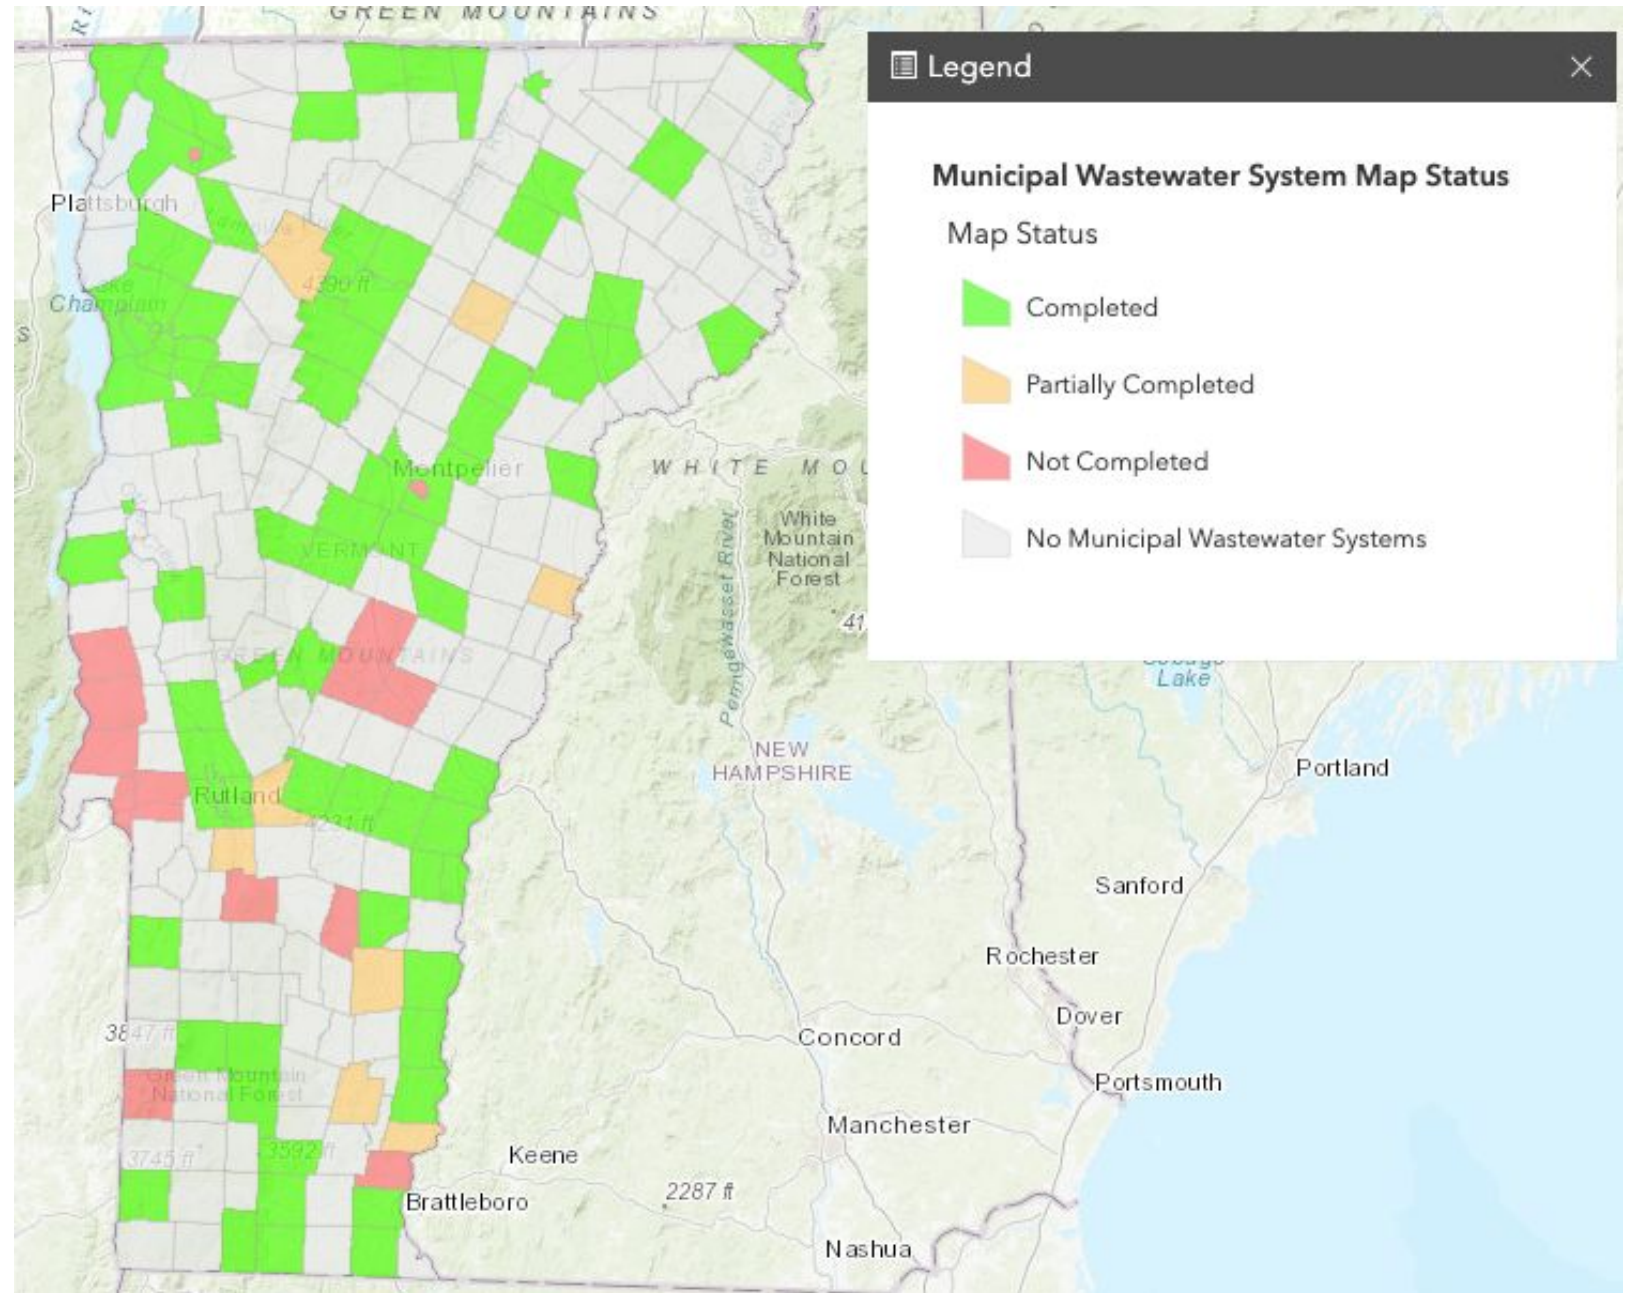 GREEN MOUNTAINS
Legend
Municipal Wastewater System Map Status
Map Status
Completed
Partially Completed
Not Completed
No Municipal Wastewater Systems
Plattsburgh
4390 ft
Lake
Champlain
Montpelier
WHITE MOU
White
Mountain
National
Forest
Pemigewasset River
VERMONT
41
GREEN MOUNTAINS
Lake
NEW
HAMPSHIRE
Portland
Rutland
4231 ft
Sanford
Rochester
Dover
3847 ft
Concord
Green Mountain
National Forest
Portsmouth
Manchester
3745 ft
3592 ft
Keene
2287 ft
Brattleboro
Nashua